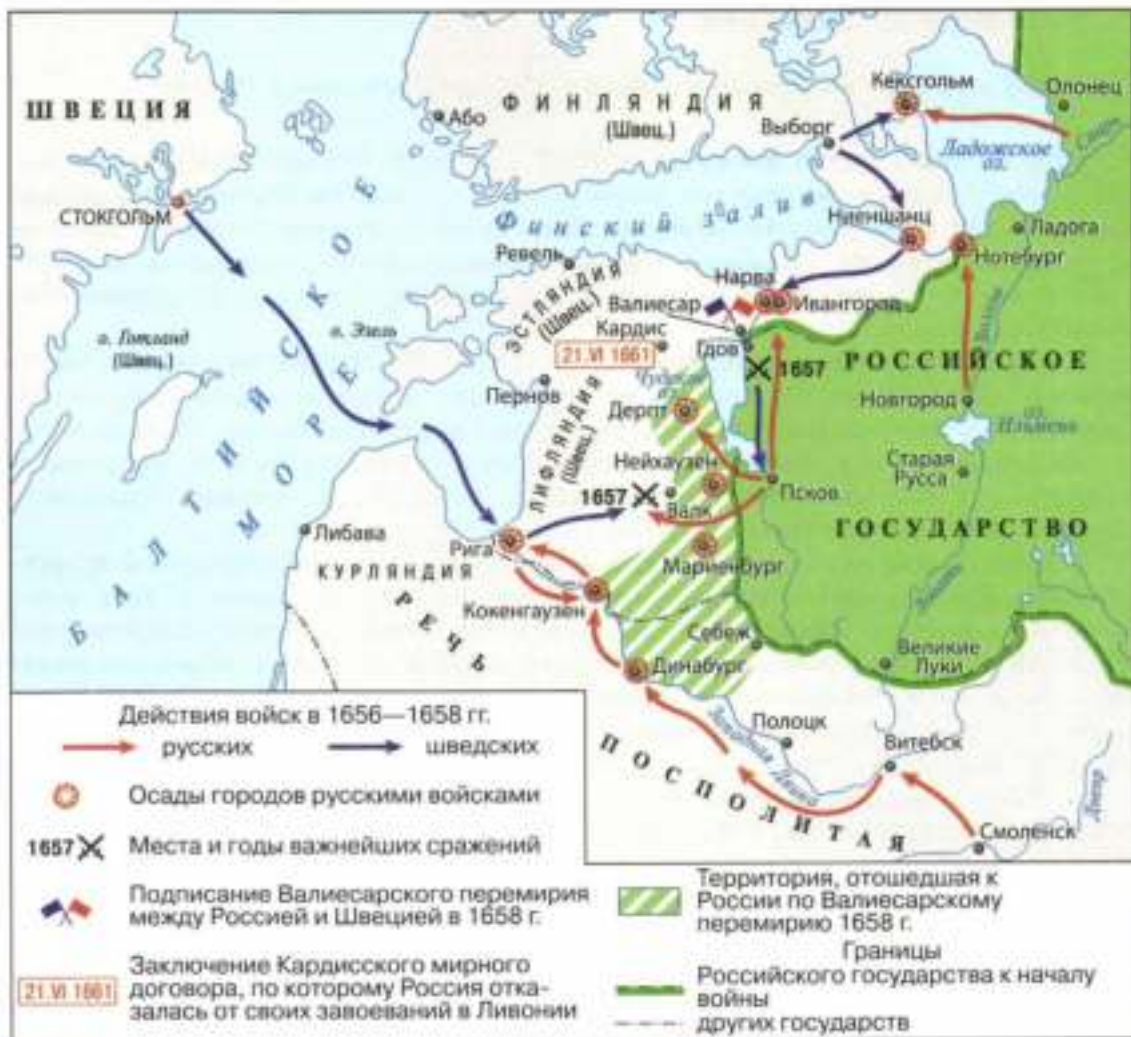 ШВЕЦИЯ
СТОКГОЛЬМ
Або
ФИНЛЯНДИЯ
(Швец.)
Выборг
Кексгольм
Олонец
Свирь
Ладожское
оз.
Финский залив
Ниеншанц
Ладога
Нотебург
Ревель
ЭСТЛЯНДИЯ
(Швец.)
Нарва
Ивангород
Валиесар
Кардис
21.VI 1661
Гдов
1657
о. Готланд
(Швец.)
о. Эзель
БАЛТИЙСКОЕ
МОРЕ
Пернов
Чудское
оз.
Дерпт
РОССИЙСКОЕ
Новгород
оз.
Ильмень
Старая
Русса
ЛИФЛЯНДИЯ
(Швец.)
Нейхаузен
1657
Валк
Псков
ГОСУДАРСТВО
Либава
Рига
КУРЛЯНДИЯ
Мариенбург
Кокенгаузен
РЕЧЬ
Себеж
Великие
Луки
Динабург
Полоцк
Западная Двина
Витебск
ПОСПОЛИТАЯ
Смоленск
Днепр
Действия войск в 1656—1658 гг.
русских
шведских
Осады городов русскими войсками
1657
Места и годы важнейших сражений
Подписание Валиесарского перемирия
между Россией и Швецией в 1658 г.
21.VI 1661
Заключение Кардисского мирного
договора, по которому Россия отка-
залась от своих завоеваний в Ливонии
Территория, отошедшая к
России по Валиесарскому
перемирию 1658 г.
Границы
Российского государства к началу
войны
других государств